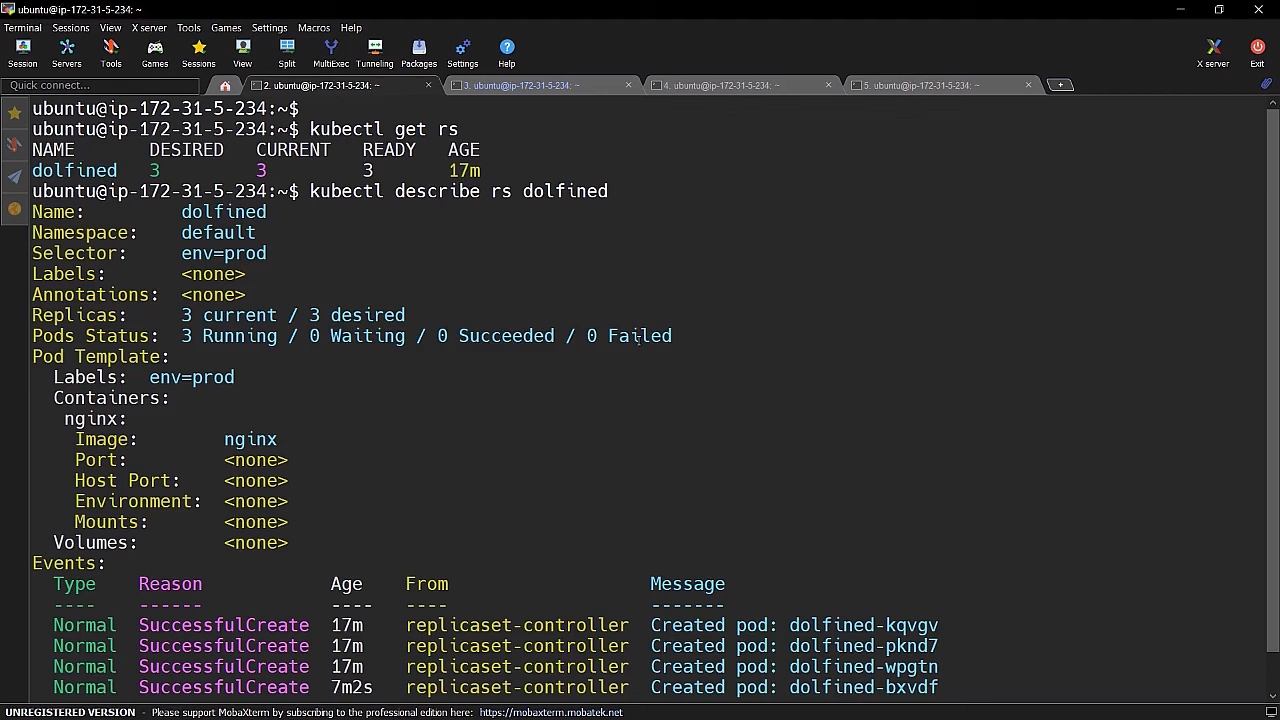 ubuntu@ip-172-31-5-234: ~
Terminal Sessions View X server Tools Games Settings Macros Help
Session Servers Tools Games Sessions View Split MultiExec Tunneling Packages Settings Help X server Exit
Quick connect... 2. ubuntu@ip-172-31-5-234: ~ 3. ubuntu@ip-172-31-5-234: ~ 4. ubuntu@ip-172-31-5-234: ~ 5. ubuntu@ip-172-31-5-234: ~
ubuntu@ip-172-31-5-234:~$
ubuntu@ip-172-31-5-234:~$ kubectl get rs
NAME DESIRED CURRENT READY AGE
dolfined 3 3 3 17m
ubuntu@ip-172-31-5-234:~$ kubectl describe rs dolfined
Name: dolfined
Namespace: default
Selector: env=prod
Labels: <none>
Annotations: <none>
Replicas: 3 current / 3 desired
Pods Status: 3 Running / 0 Waiting / 0 Succeeded / 0 Failed
Pod Template:
Labels: env=prod
Containers:
nginx:
Image: nginx
Port: <none>
Host Port: <none>
Environment: <none>
Mounts: <none>
Volumes: <none>
Events:
Type Reason Age From Message
---- ------ ---- ---- -------
Normal SuccessfulCreate 17m replicaset-controller Created pod: dolfined-kqvgv
Normal SuccessfulCreate 17m replicaset-controller Created pod: dolfined-pknd7
Normal SuccessfulCreate 17m replicaset-controller Created pod: dolfined-wpgtn
Normal SuccessfulCreate 7m2s replicaset-controller Created pod: dolfined-bxvdf
UNREGISTERED VERSION - Please support MobaXterm by subscribing to the professional edition here: https://mobaxterm.mobatek.net